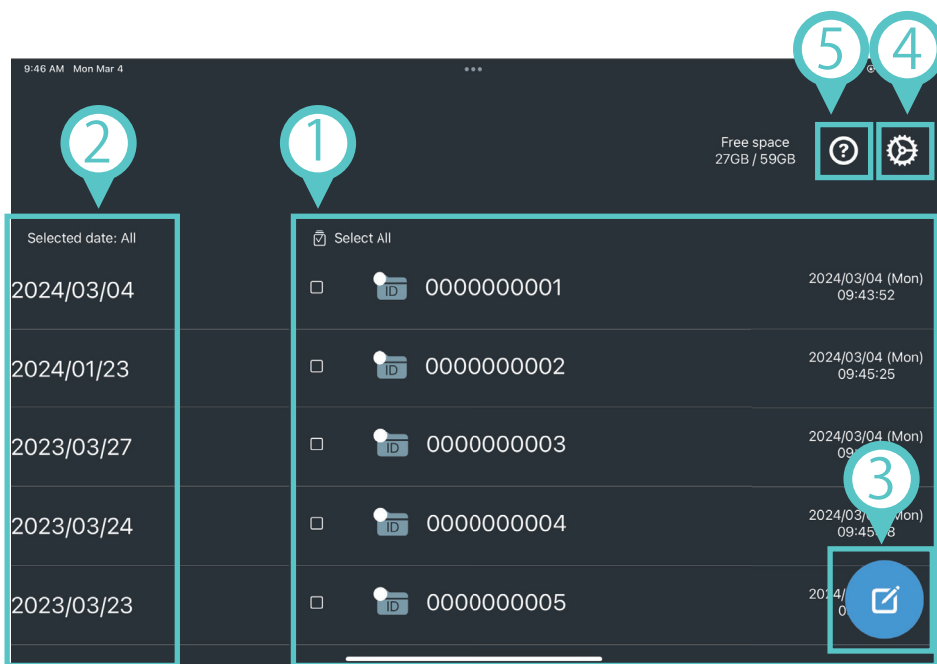 5 4
9:46 AM Mon Mar 4
2 1
Free space
27GB / 59GB
?
Selected date: All
Select All
2024/03/04
ID 0000000001
2024/03/04 (Mon)
09:43:52
2024/01/23
ID 0000000002
2024/03/04 (Mon)
09:45:25
2023/03/27
ID 0000000003
2024/03/04 (Mon)
3
2023/03/24
ID 0000000004
2023/03/23
ID 0000000005